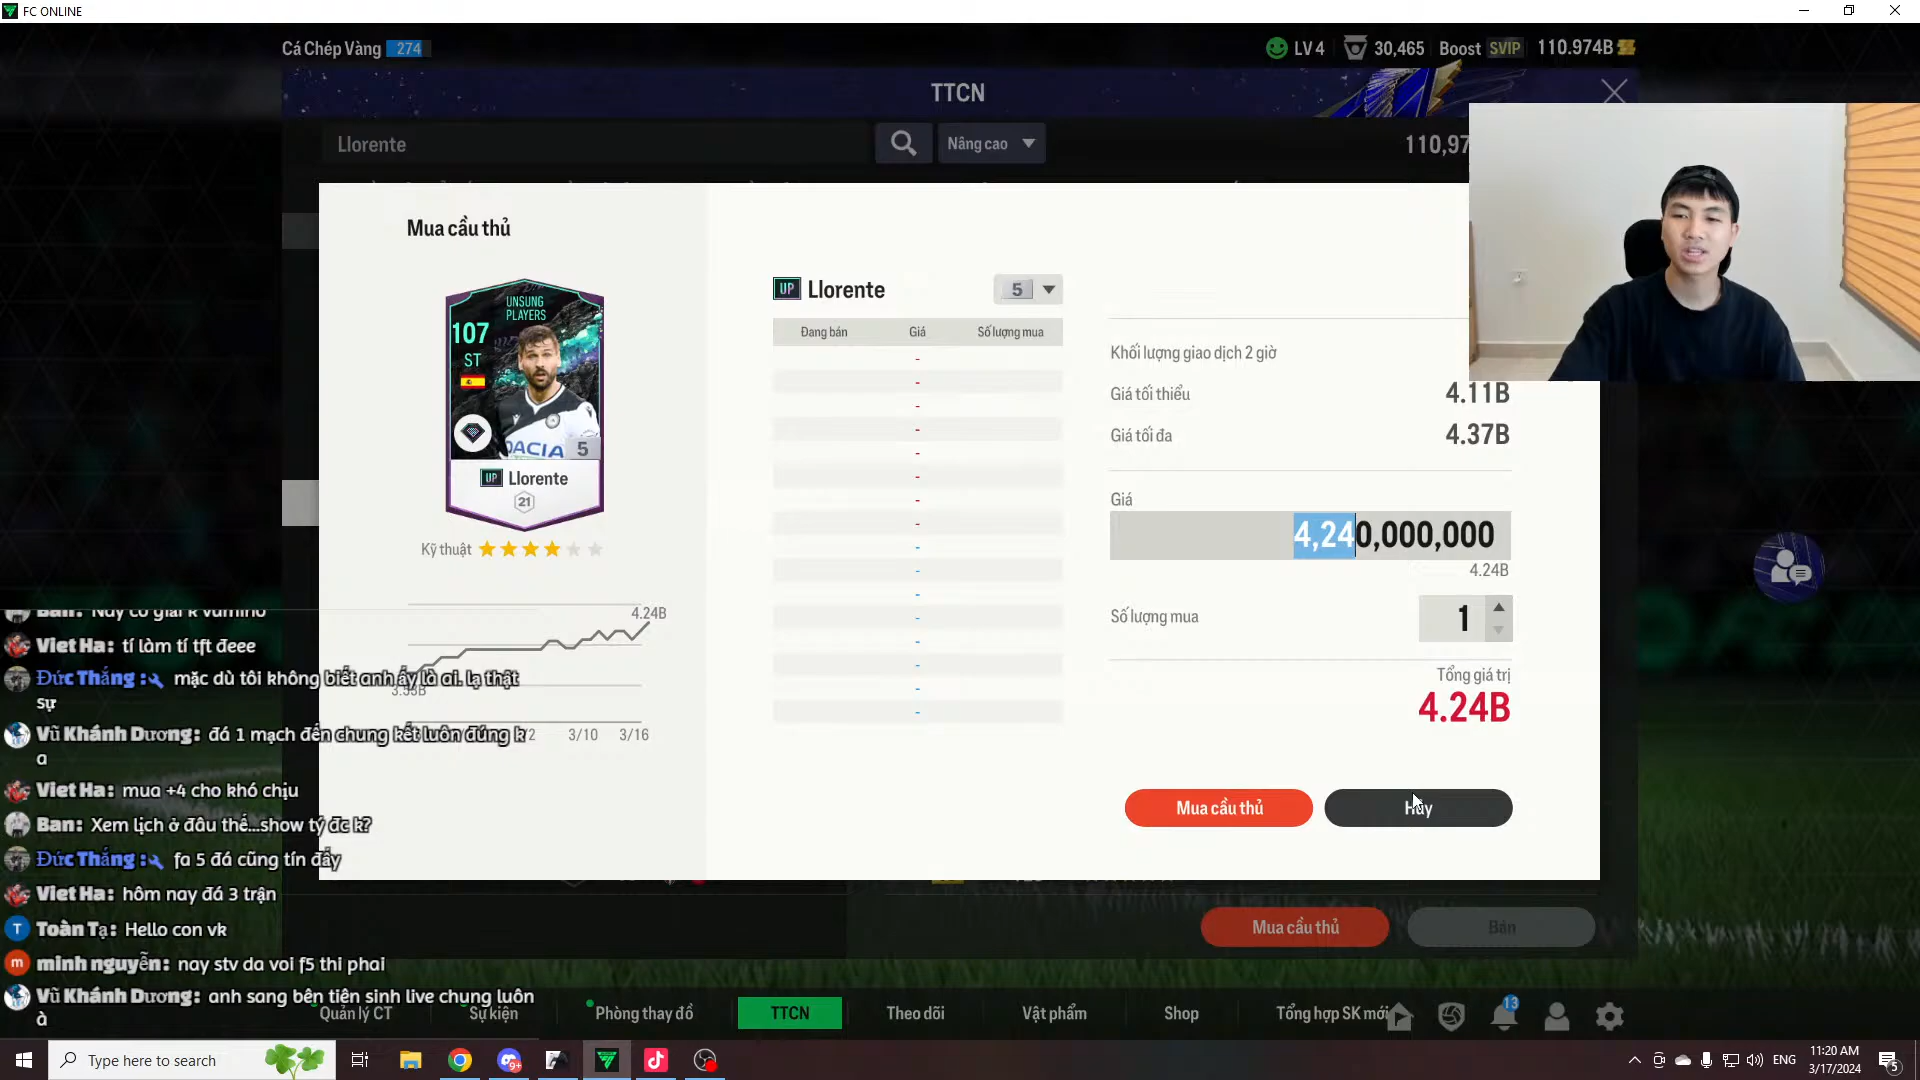 FC ONLINE
Cá Chép Vàng 274
LV 4 30,465 Boost SVIP 110.974B
TTCN
Llorente
Nâng cao
110,97
Mua cầu thủ
UNSUNG
PLAYERS
107
ST
DACIA
5
UP Llorente
21
Kỹ thuật
4.24B
3.53B
3/10 3/16
UP Llorente
5
Đang bán Giá Số lượng mua
Khối lượng giao dịch 2 giờ
Giá tối thiểu 4.11B
Giá tối đa 4.37B
Giá
4,240,000,000
4.24B
Số lượng mua 1
Tổng giá trị
4.24B
Mua cầu thủ
Hủy
Mua cầu thủ
Bán
Viet Ha: tí làm tí tft đeee
Đức Thắng: mặc dù tôi không biết anh ấy là ai. lạ thật
sự
Vũ Khánh Dương: đá 1 mạch đến chung kết luôn đúng k
a
Viet Ha: mua +4 cho khó chịu
Ban: Xem lịch ở đâu thế...show tý đc k?
Đức Thắng: fa 5 đá cũng tín đấy
Viet Ha: hôm nay đá 3 trận
T Toàn Tạ: Hello con vk
m minh nguyễn: nay stv da voi f5 thi phai
Vũ Khánh Dương: anh sang bên tiên sinh live chung luôn
à
Quản lý CT Sự kiện Phòng thay đồ TTCN Theo dõi Vật phẩm Shop Tổng hợp SK mới 13
Type here to search
9+
ENG
11:20 AM
3/17/2024
5